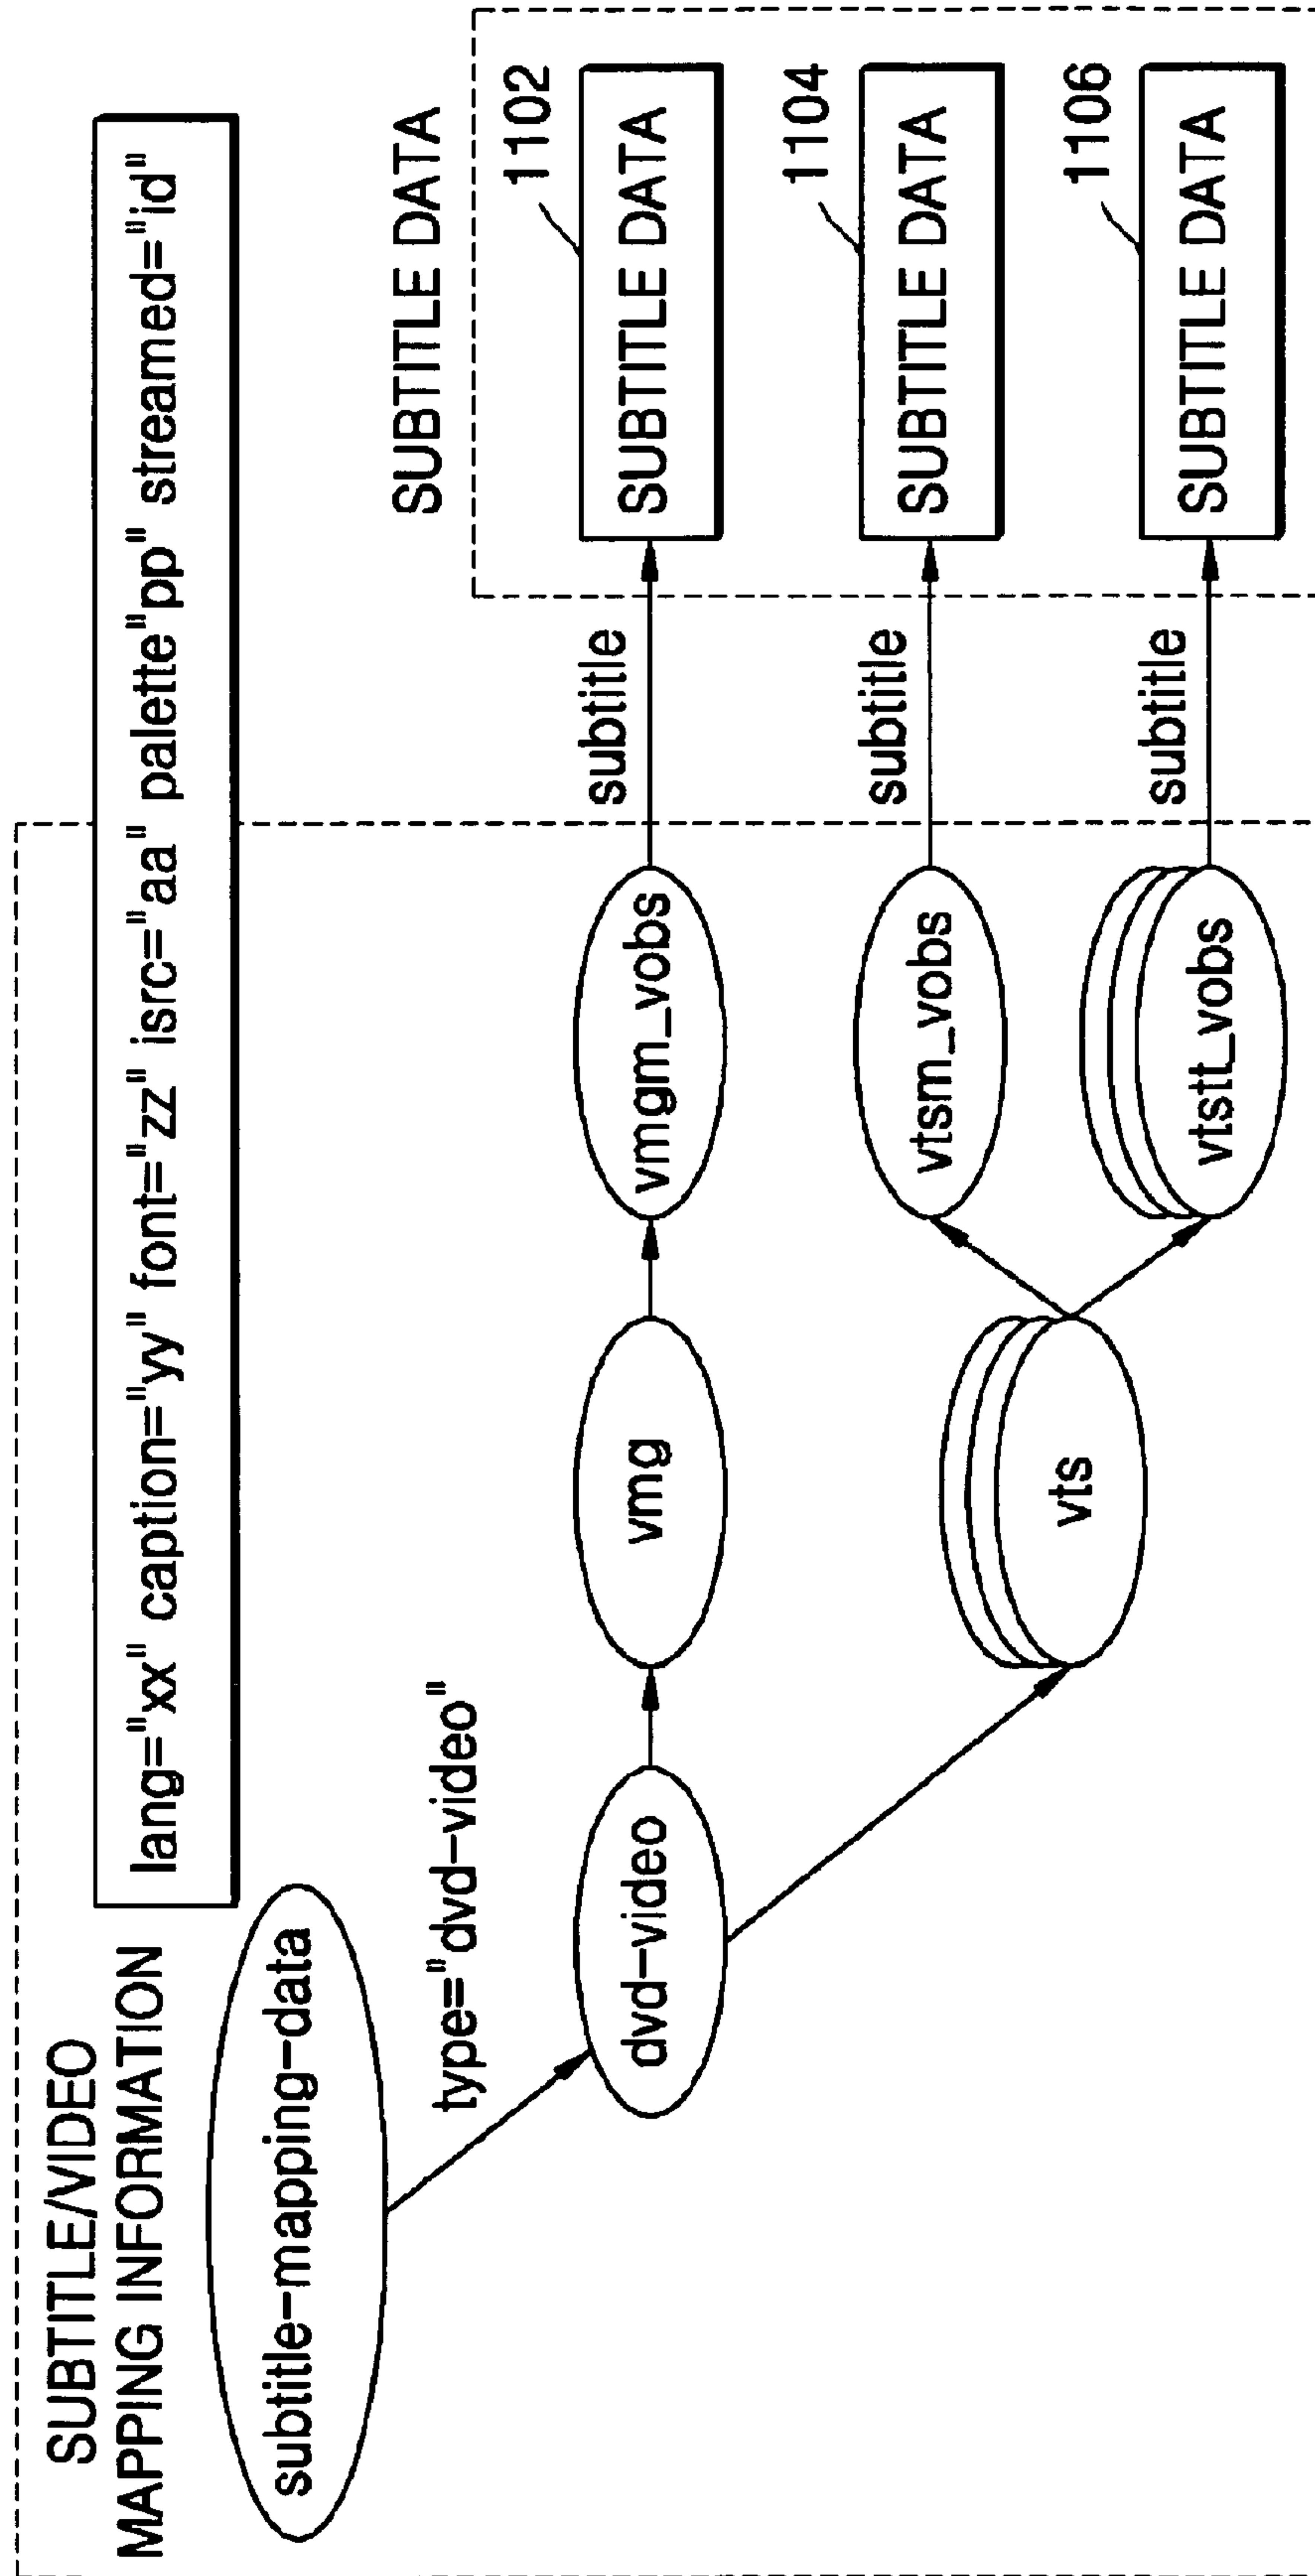 SUBTITLE/VIDEO
MAPPING INFORMATION
lang="xx" caption="yy" font="zz" isrc="aa" palette"pp" streamed="id"
subtitle-mapping-data
type="dvd-video"
SUBTITLE DATA
dvd-video
vmg
vmgm_vobs
subtitle
SUBTITLE DATA
1102
vts
vtsm_vobs
subtitle
SUBTITLE DATA
1104
vtstt_vobs
subtitle
SUBTITLE DATA
1106